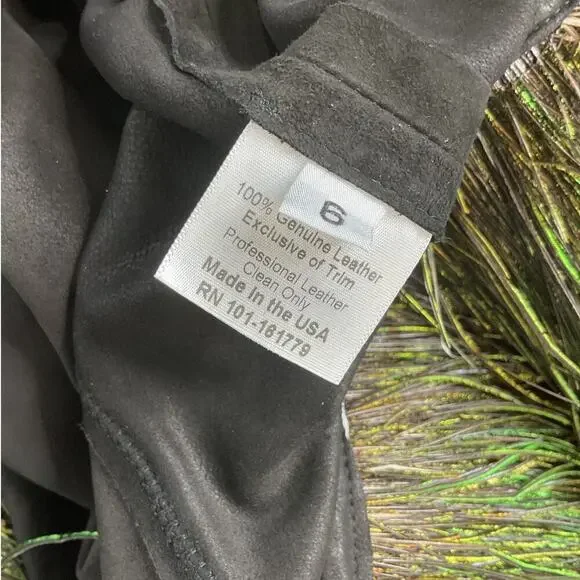 6
100% Genuine Leather
Exclusive of Trim
Professional Leather
Clean Only
Made In the USA
RN 101-161779